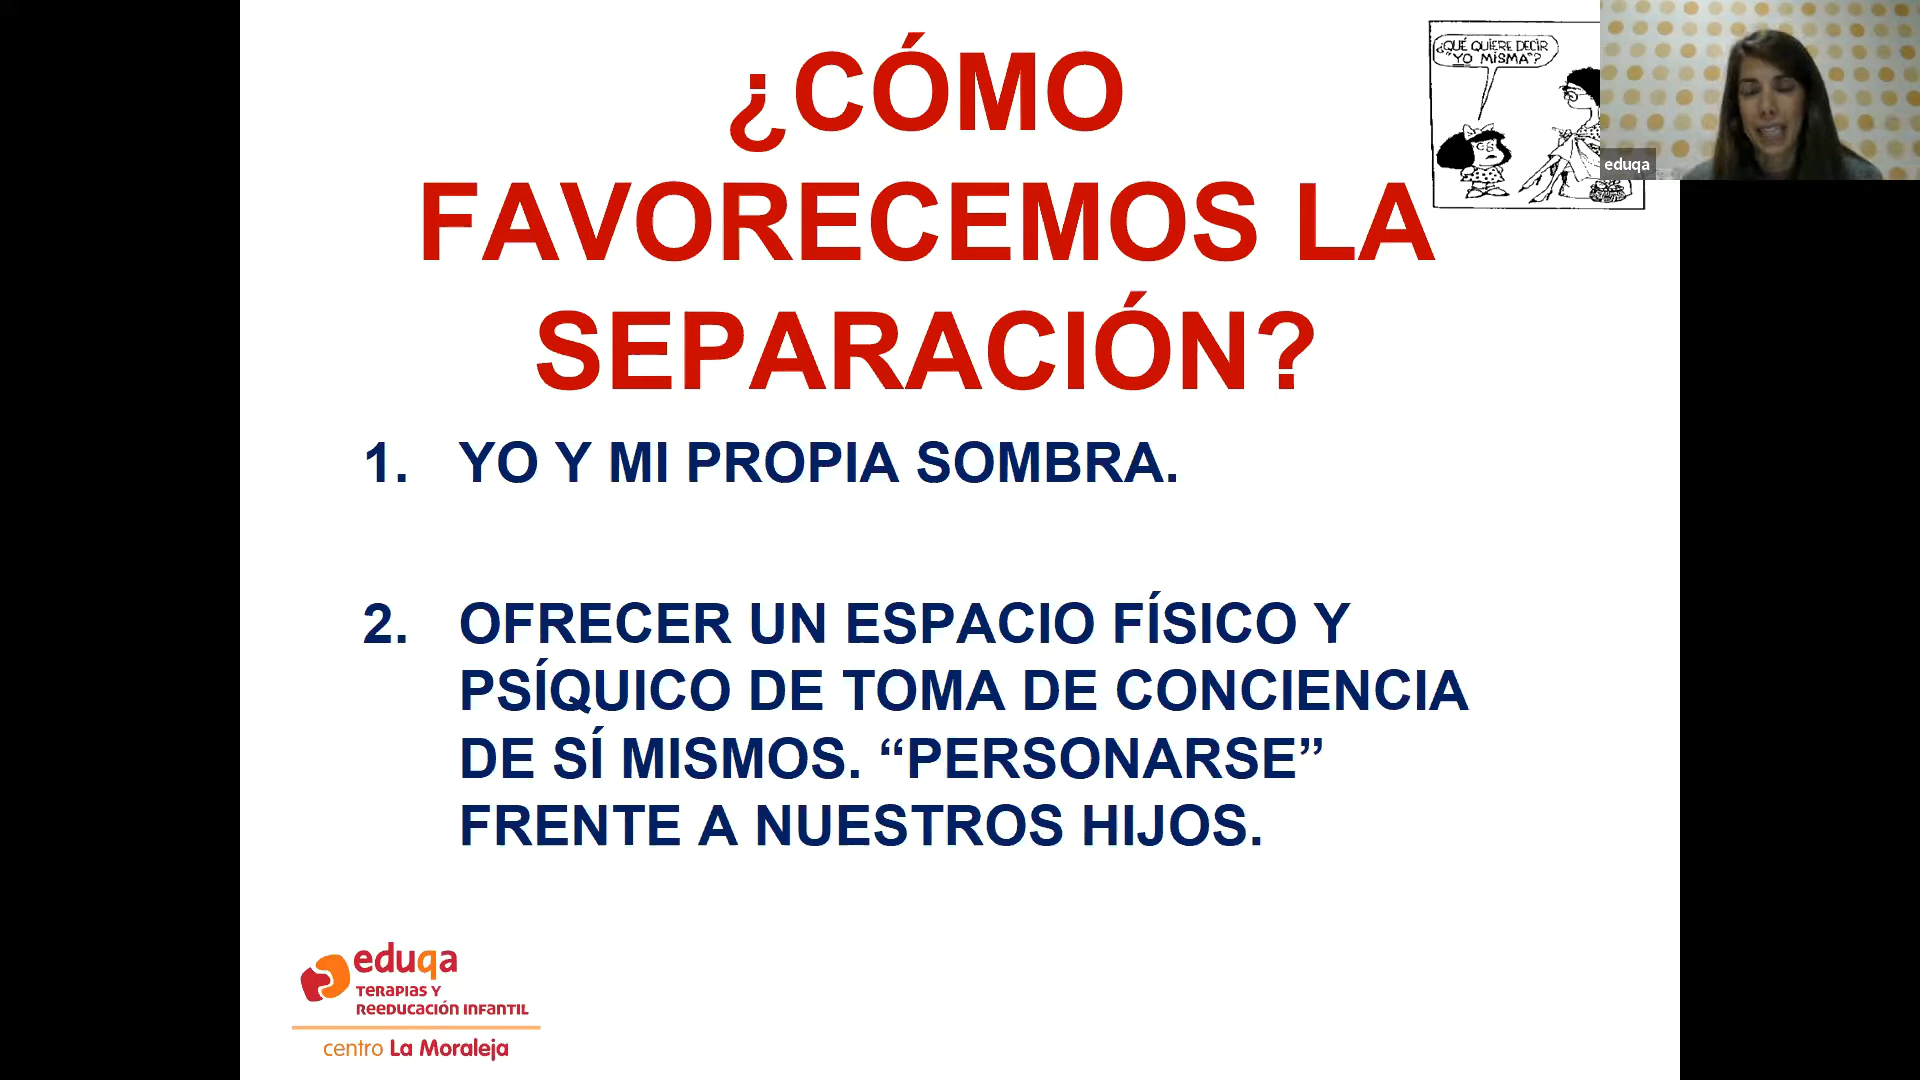 ¿CÓMO
FAVORECEMOS LA
SEPARACIÓN?
¿QUÉ QUIERE DECIR
"YO MISMA"?
eduqa
1. YO Y MI PROPIA SOMBRA.
2. OFRECER UN ESPACIO FÍSICO Y
PSÍQUICO DE TOMA DE CONCIENCIA
DE SÍ MISMOS. “PERSONARSE”
FRENTE A NUESTROS HIJOS.
eduqa
TERAPIAS Y
REEDUCACIÓN INFANTIL
centro La Moraleja